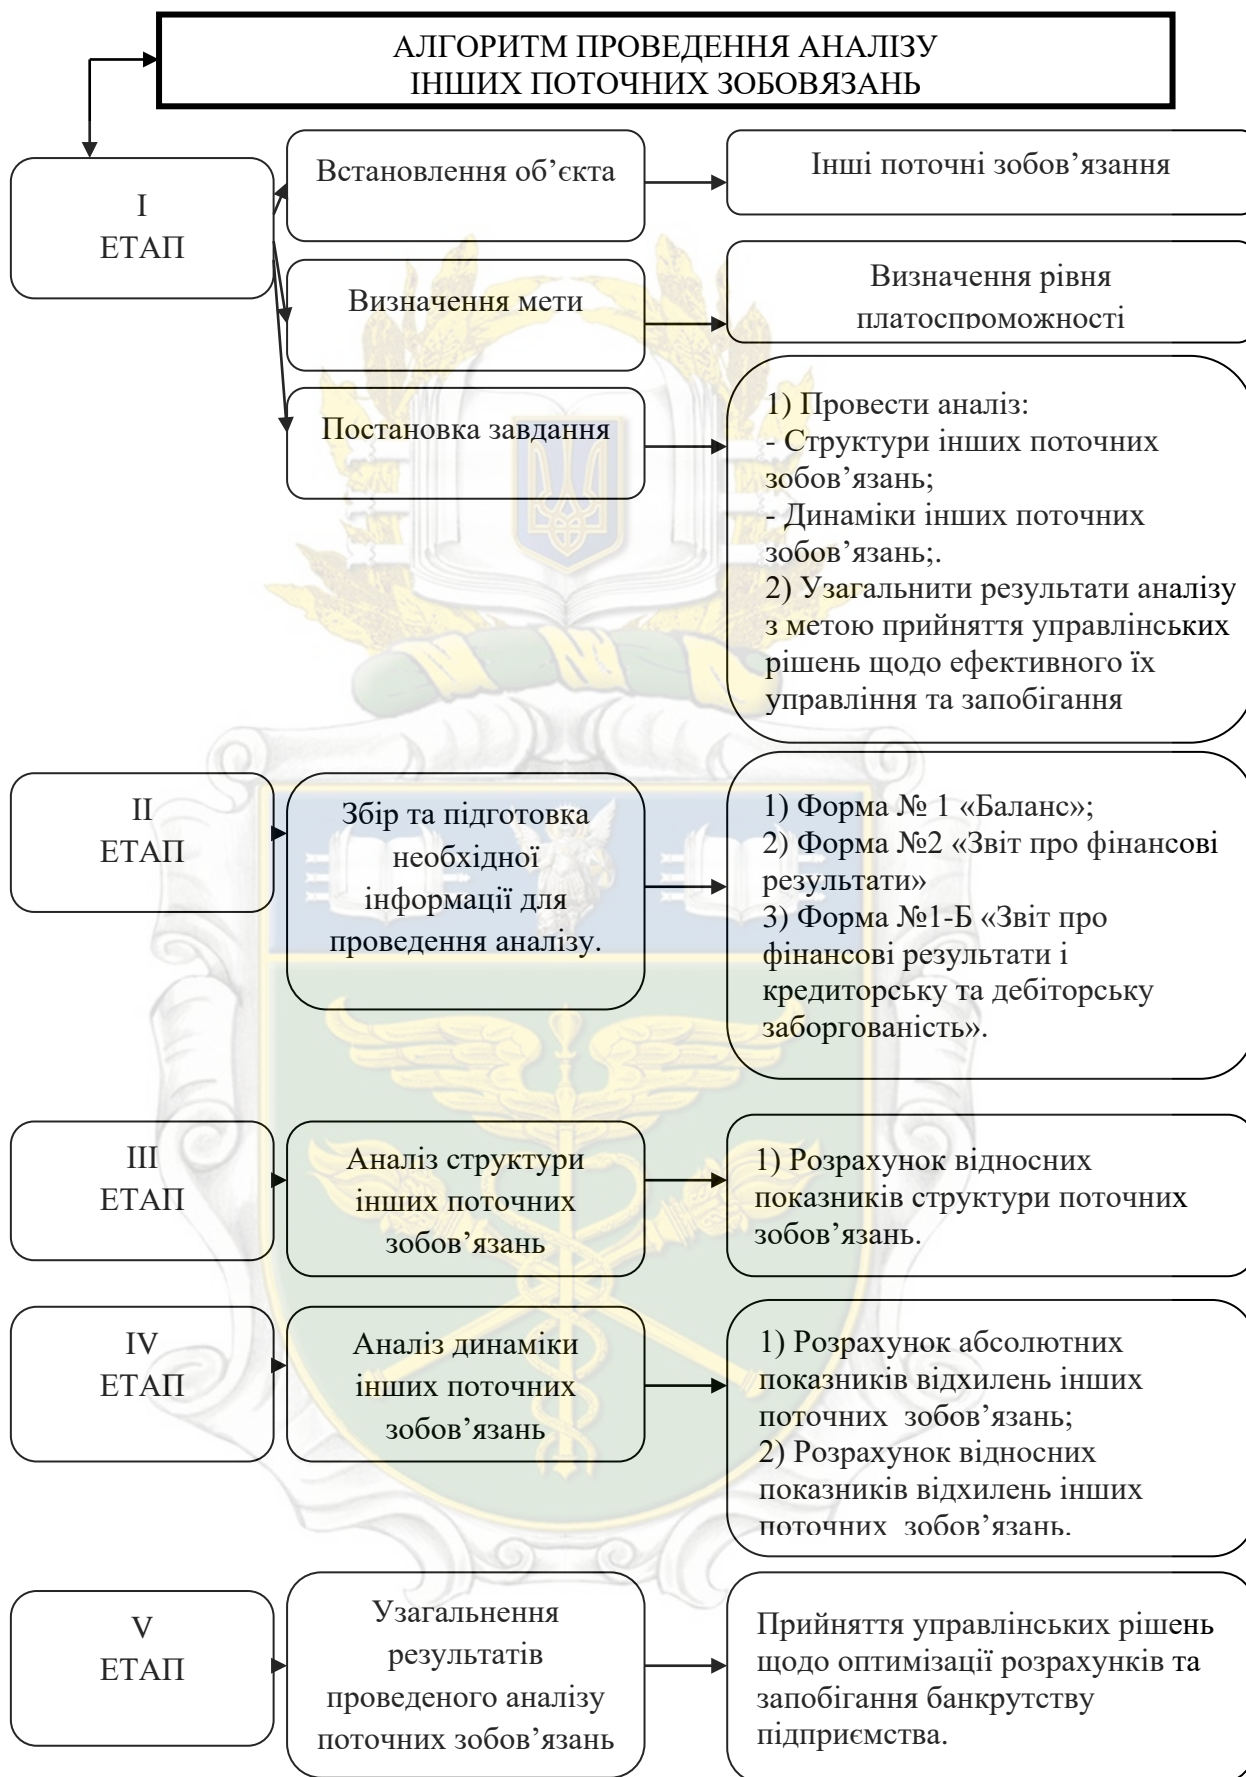 АЛГОРИТМ ПРОВЕДЕННЯ АНАЛІЗУ
ІНШИХ ПОТОЧНИХ ЗОБОВЯЗАНЬ
І
ЕТАП
Встановлення об’єкта
Інші поточні зобов’язання
Визначення мети
Визначення рівня
платоспроможності
Постановка завдання
1) Провести аналіз:
- Структури інших поточних
зобов’язань;
- Динаміки інших поточних
зобов’язань;.
2) Узагальнити результати аналізу
з метою прийняття управлінських
рішень щодо ефективного їх
управління та запобігання
ІІ
ЕТАП
Збір та підготовка
необхідної
інформації для
проведення аналізу.
1) Форма № 1 «Баланс»;
2) Форма №2 «Звіт про фінансові
результати»
3) Форма №1-Б «Звіт про
фінансові результати і
кредиторську та дебіторську
заборгованість».
ІІІ
ЕТАП
Аналіз структури
інших поточних
зобов’язань
1) Розрахунок відносних
показників структури поточних
зобов’язань.
IV
ЕТАП
Аналіз динаміки
інших поточних
зобов’язань
1) Розрахунок абсолютних
показників відхилень інших
поточних зобов’язань;
2) Розрахунок відносних
показників відхилень інших
поточних зобов’язань.
V
ЕТАП
Узагальнення
результатів
проведеного аналізу
поточних зобов’язань
Прийняття управлінських рішень
щодо оптимізації розрахунків та
запобігання банкрутству
підприємства.